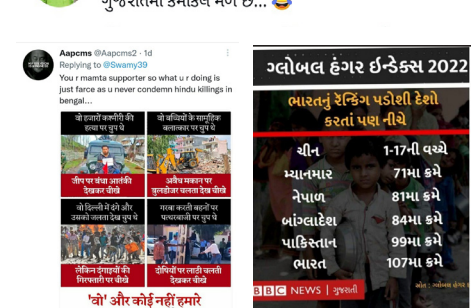 ગુજરાતમાં કેમીકલ મળે છે...
Aapcms @Aapcms2 · 1d
Replying to @Swamy39
You r mamta supporter so what u r doing is
just farce as u never condemn hindu killings in
bengal...
वो हजारों कश्मीरी की
हत्या पर चुप थे
वो बच्चियों के सामूहिक
बलात्कार पर चुप थे
जीप पर बंधा आतंकी
देखकर चीखे
अवैध मकान पर
बुलडोजर चलता देख चीखे
वो दिल्ली में दंगे और
उसको जलता देख चुप थे
गरबा करती बहनों पर
पत्थरबाजी पर चुप थे
लेकिन दंगाइयों की
गिरफ्तारी पर चीखे
दोषियों पर लाठी चलती
देखकर चीखे
'वो' और कोई नहीं हमारे
ગ્લોબલ હંગર ઇન્ડેક્સ 2022
ભારતનું રેન્કિંગ પડોશી દેશો
કરતાં પણ નીચે
ચીન 1-17ની વચ્ચે
મ્યાનમાર 71મા ક્રમે
નેપાળ 81મા ક્રમે
બાંગ્લાદેશ 84મા ક્રમે
પાકિસ્તાન 99મા ક્રમે
ભારત 107મા ક્રમે
સ્રોત : ગ્લોબલ હંગર
BBC NEWS ગુજરાતી